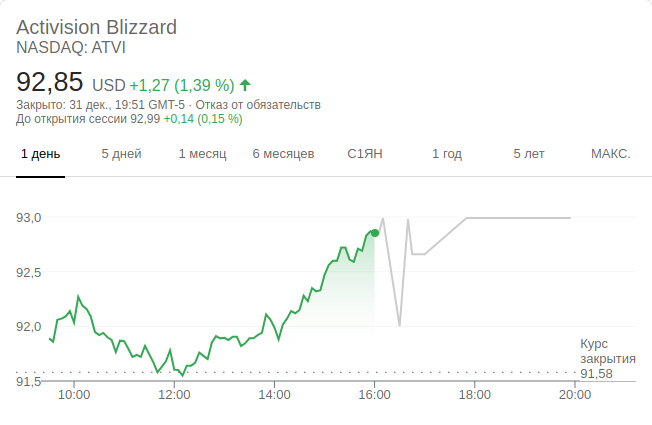 Activision Blizzard
NASDAQ: ATVI
92,85 USD +1,27 (1,39 %)
Закрыто: 31 дек., 19:51 GMT-5 · Отказ от обязательств
До открытия сессии 92,99 +0,14 (0,15 %)
1 день 5 дней 1 месяц 6 месяцев С1ЯН 1 год 5 лет МАКС.
93,0
92,5
92,0
Курс
закрытия
91,58
91,5
10:00 12:00 14:00 16:00 18:00 20:00